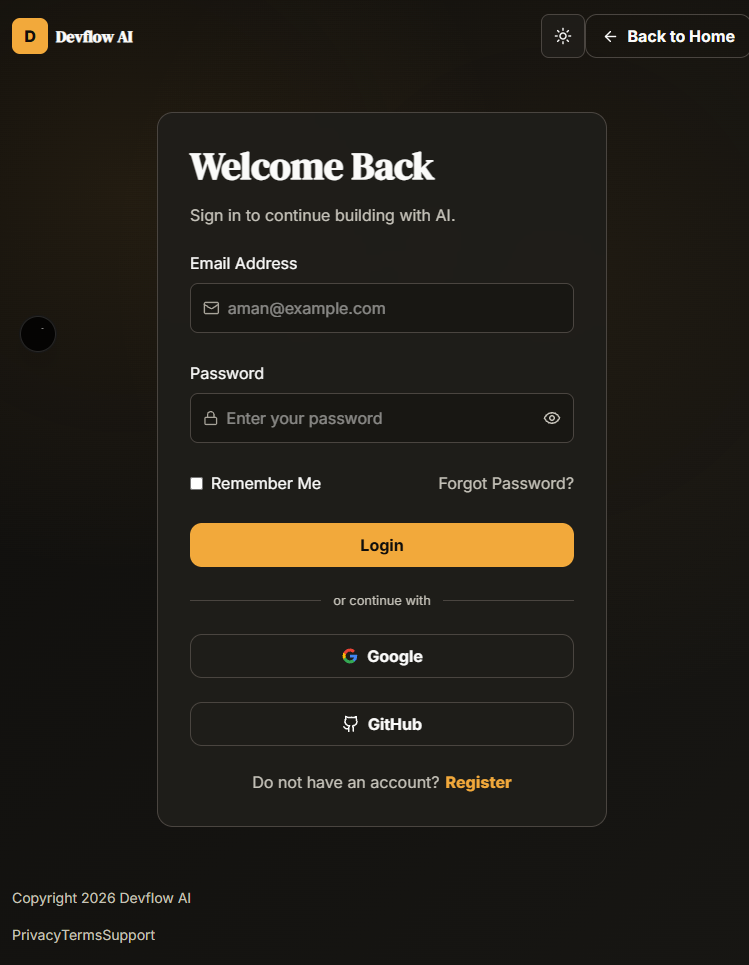 D Devflow AI
Back to Home
Welcome Back
Sign in to continue building with AI.
Email Address
aman@example.com
Password
Enter your password
Remember Me
Forgot Password?
Login
or continue with
Google
GitHub
Do not have an account? Register
Copyright 2026 Devflow AI
PrivacyTermsSupport